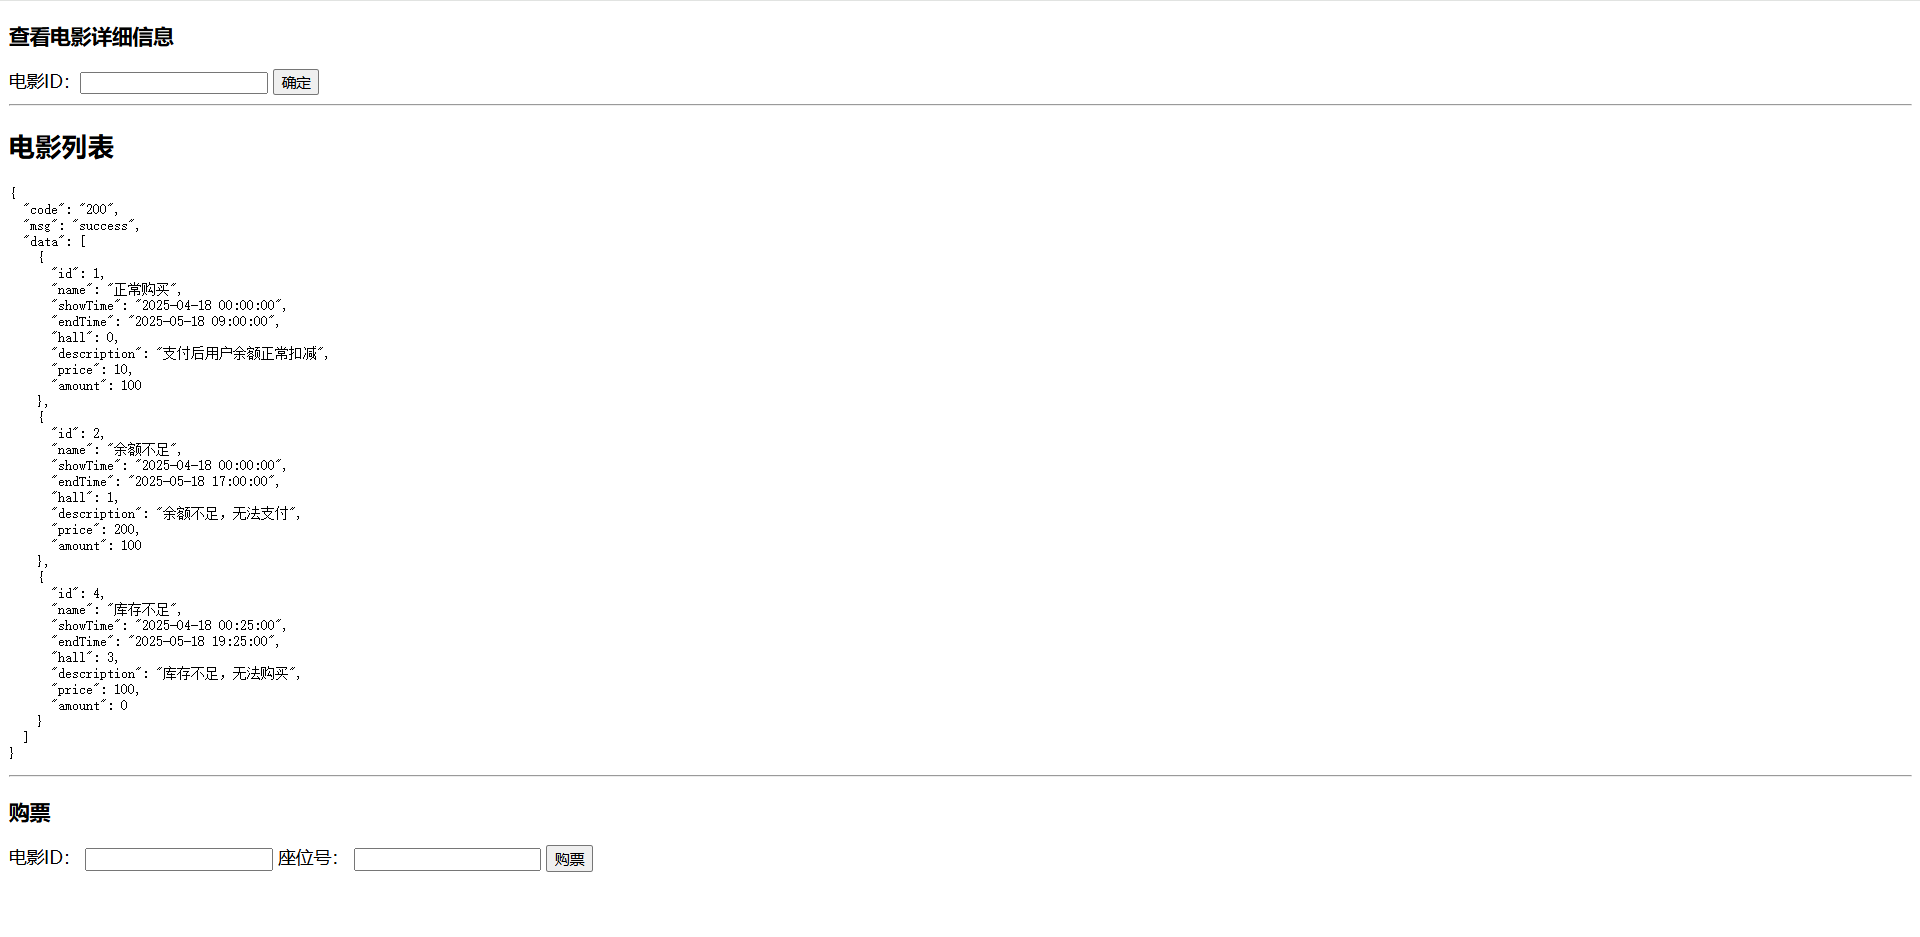 查看电影详细信息
电影ID： 确定
电影列表
{
  "code": "200",
  "msg": "success",
  "data": [
    {
      "id": 1,
      "name": "正常购买",
      "showTime": "2025-04-18 00:00:00",
      "endTime": "2025-05-18 09:00:00",
      "hall": 0,
      "description": "支付后用户余额正常扣减",
      "price": 10,
      "amount": 100
    },
    {
      "id": 2,
      "name": "余额不足",
      "showTime": "2025-04-18 00:00:00",
      "endTime": "2025-05-18 17:00:00",
      "hall": 1,
      "description": "余额不足，无法支付",
      "price": 200,
      "amount": 100
    },
    {
      "id": 4,
      "name": "库存不足",
      "showTime": "2025-04-18 00:25:00",
      "endTime": "2025-05-18 19:25:00",
      "hall": 3,
      "description": "库存不足，无法购买",
      "price": 100,
      "amount": 0
    }
  ]
}
购票
电影ID： 座位号： 购票